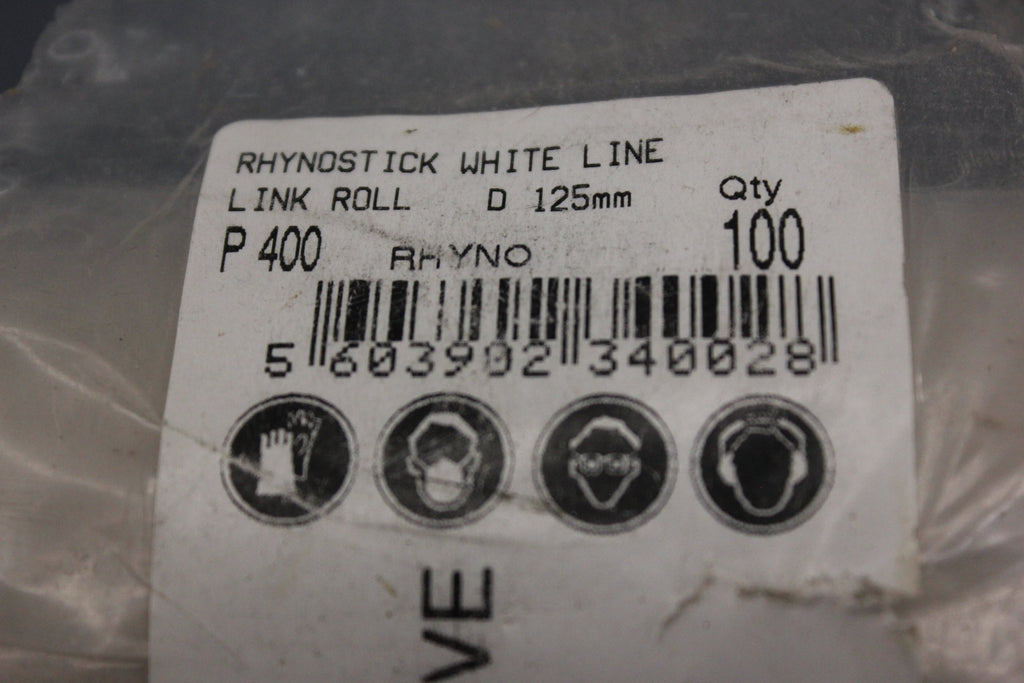 RHYNOSTICK WHITE LINE
LINK ROLL D 125mm Qty
P 400 RHYNO 100
5 603902 340028
VE